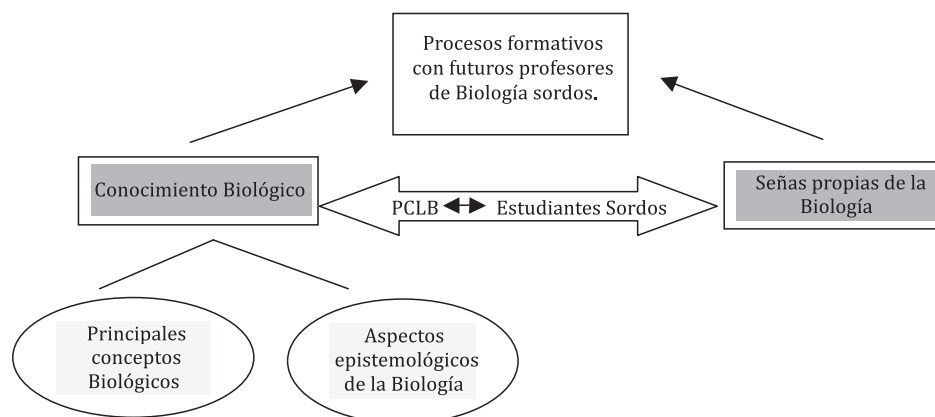 Procesos formativos
con futuros profesores
de Biología sordos.
Conocimiento Biológico
PCLB Estudiantes Sordos
Señas propias de la
Biología
Principales
conceptos
Biológicos
Aspectos
epistemológicos
de la Biología